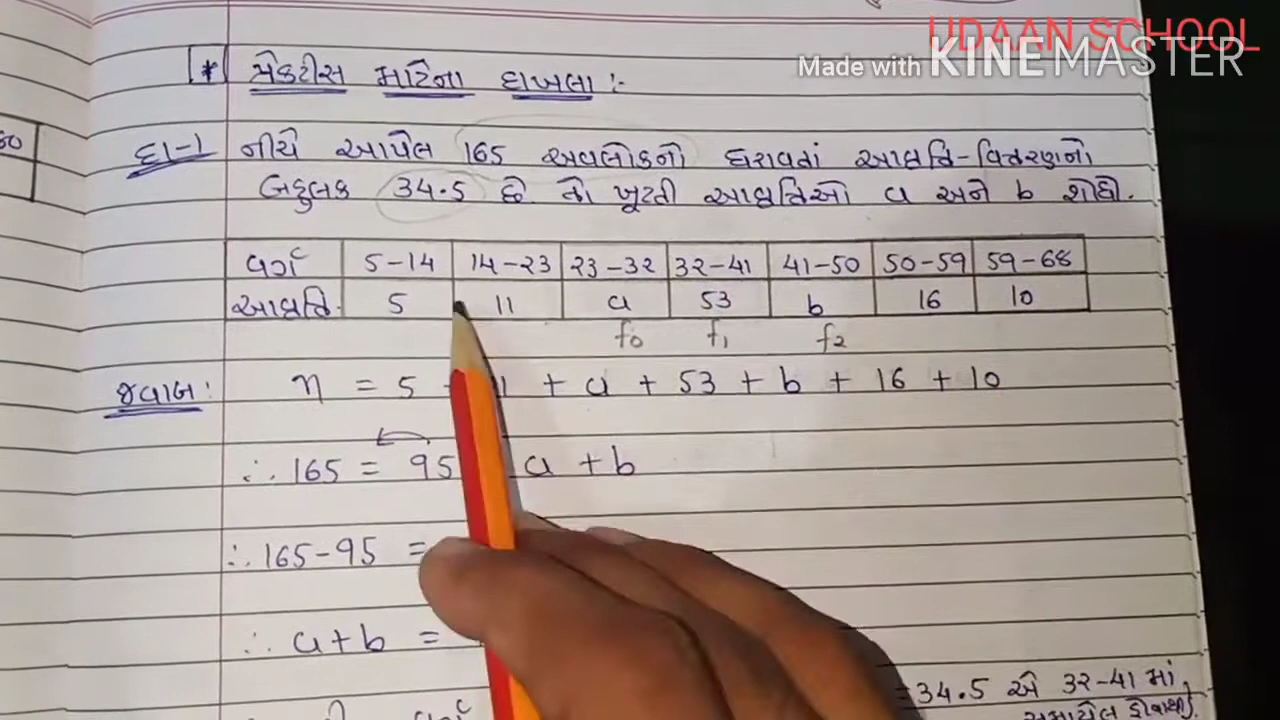 UDAAN SCHOOL
Made with KINEMASTER
* પ્રેક્ટીસ માટેના દાખલા :-
દા-૧ નીચે આપેલ 165 અવલોકનો ધરાવતાં આવૃત્તિ-વિતરણનો
બહુલક 34.5 છે તો ખૂટતી આવૃત્તિઓ a અને b શોધો.
વર્ગ 5-14 14-23 23-32 32-41 41-50 50-59 59-68
આવૃત્તિ 5 11 a 53 b 16 10
f0 f1 f2
જવાબ: n = 5 + a + 53 + b + 16 + 10
∴ 165 = 95 a + b
∴ 165-95 =
∴ a+b =
=34.5 એ 32-41 માં